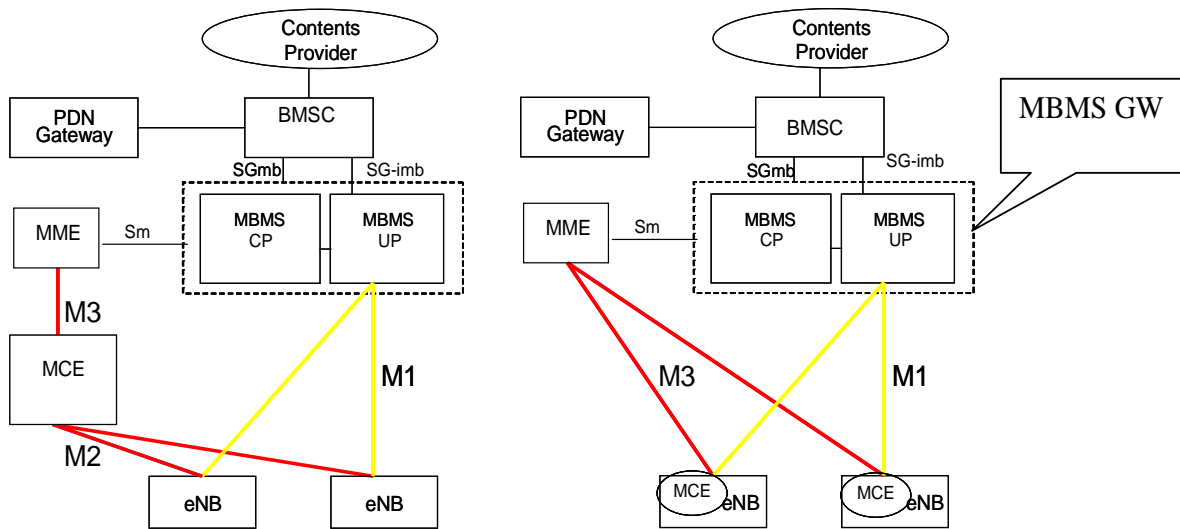 Contents
Provider
PDN
Gateway
BMSC
SGmb
SG-imb
MBMS
CP
MBMS
UP
MME
Sm
M3
MCE
M1
M2
eNB
eNB
Contents
Provider
PDN
Gateway
BMSC
MBMS GW
SGmb
SG-imb
MBMS
CP
MBMS
UP
MME
Sm
M3
M1
MCE
eNB
MCE
eNB